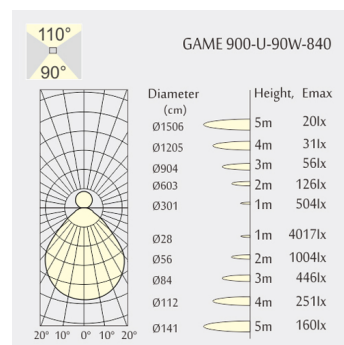 110°
90°
GAME 900-U-90W-840
Diameter Height, Emax
(cm)
Ø1506 5m 20lx
Ø1205 4m 31lx
Ø904 3m 56lx
Ø603 2m 126lx
Ø301 1m 504lx
Ø28 1m 4017lx
Ø56 2m 1004lx
Ø84 3m 446lx
Ø112 4m 251lx
Ø141 5m 160lx
20° 10° 0° 10° 20°